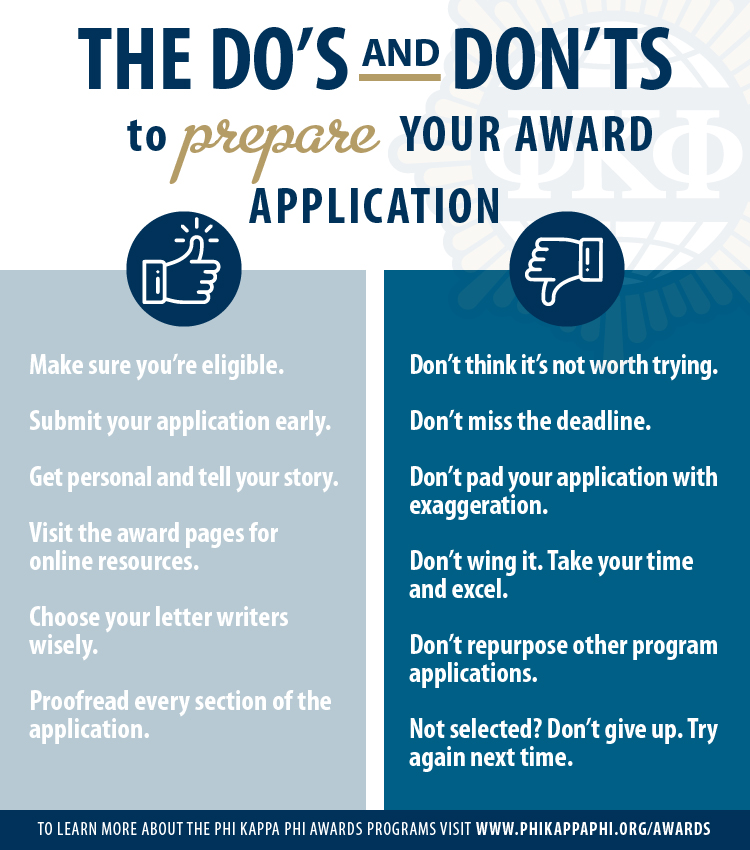 THE DO'S AND DON'TS
to prepare YOUR AWARD
APPLICATION
ΦΚΦ
Make sure you're eligible.
Submit your application early.
Get personal and tell your story.
Visit the award pages for
online resources.
Choose your letter writers
wisely.
Proofread every section of the
application.
Don't think it's not worth trying.
Don't miss the deadline.
Don't pad your application with
exaggeration.
Don't wing it. Take your time
and excel.
Don't repurpose other program
applications.
Not selected? Don't give up. Try
again next time.
TO LEARN MORE ABOUT THE PHI KAPPA PHI AWARDS PROGRAMS VISIT WWW.PHIKAPPAPHI.ORG/AWARDS